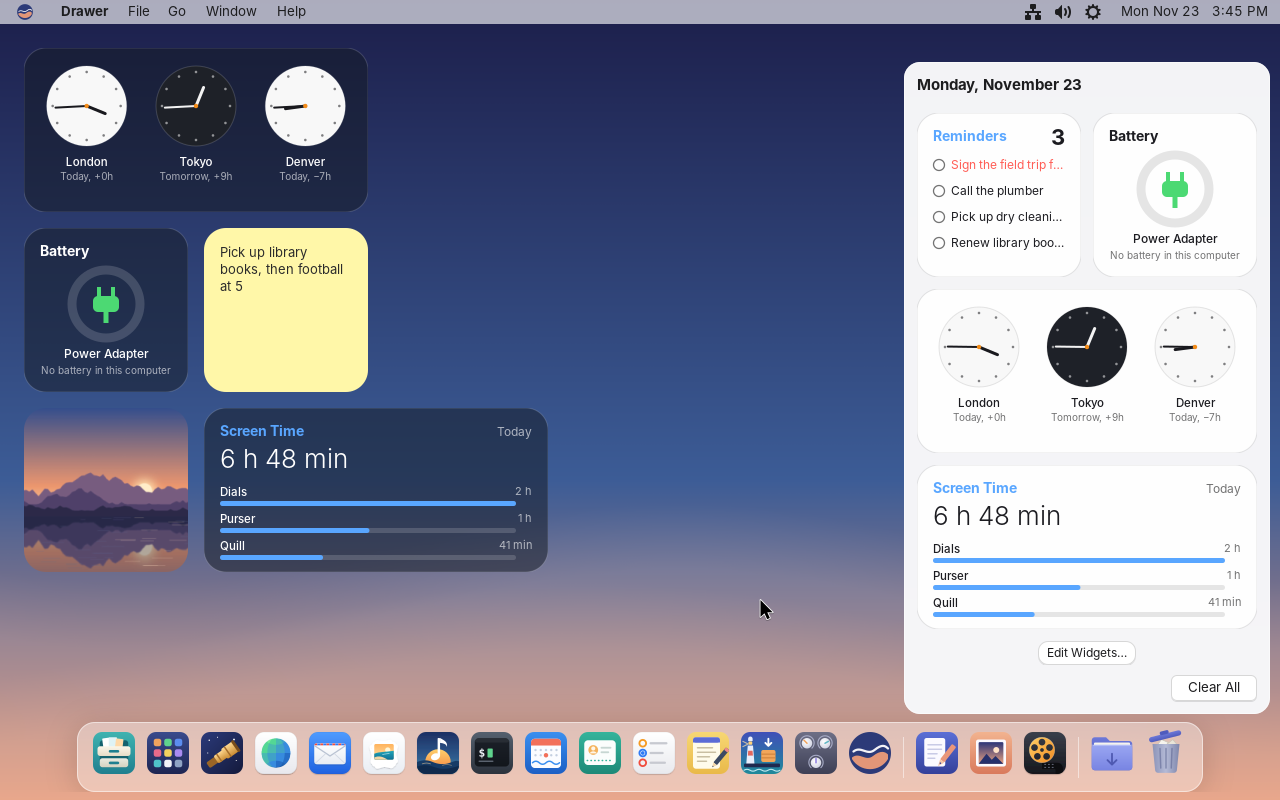 Drawer File Go Window Help
Mon Nov 23 3:45 PM
London
Today, +0h
Tokyo
Tomorrow, +9h
Denver
Today, −7h
Battery
Power Adapter
No battery in this computer
Pick up library
books, then football
at 5
Screen Time
Today
6 h 48 min
Dials
2 h
Purser
1 h
Quill
41 min
Monday, November 23
Reminders
3
Sign the field trip f…
Call the plumber
Pick up dry cleani…
Renew library boo…
Battery
Power Adapter
No battery in this computer
London
Today, +0h
Tokyo
Tomorrow, +9h
Denver
Today, −7h
Screen Time
Today
6 h 48 min
Dials
2 h
Purser
1 h
Quill
41 min
Edit Widgets…
Clear All
$